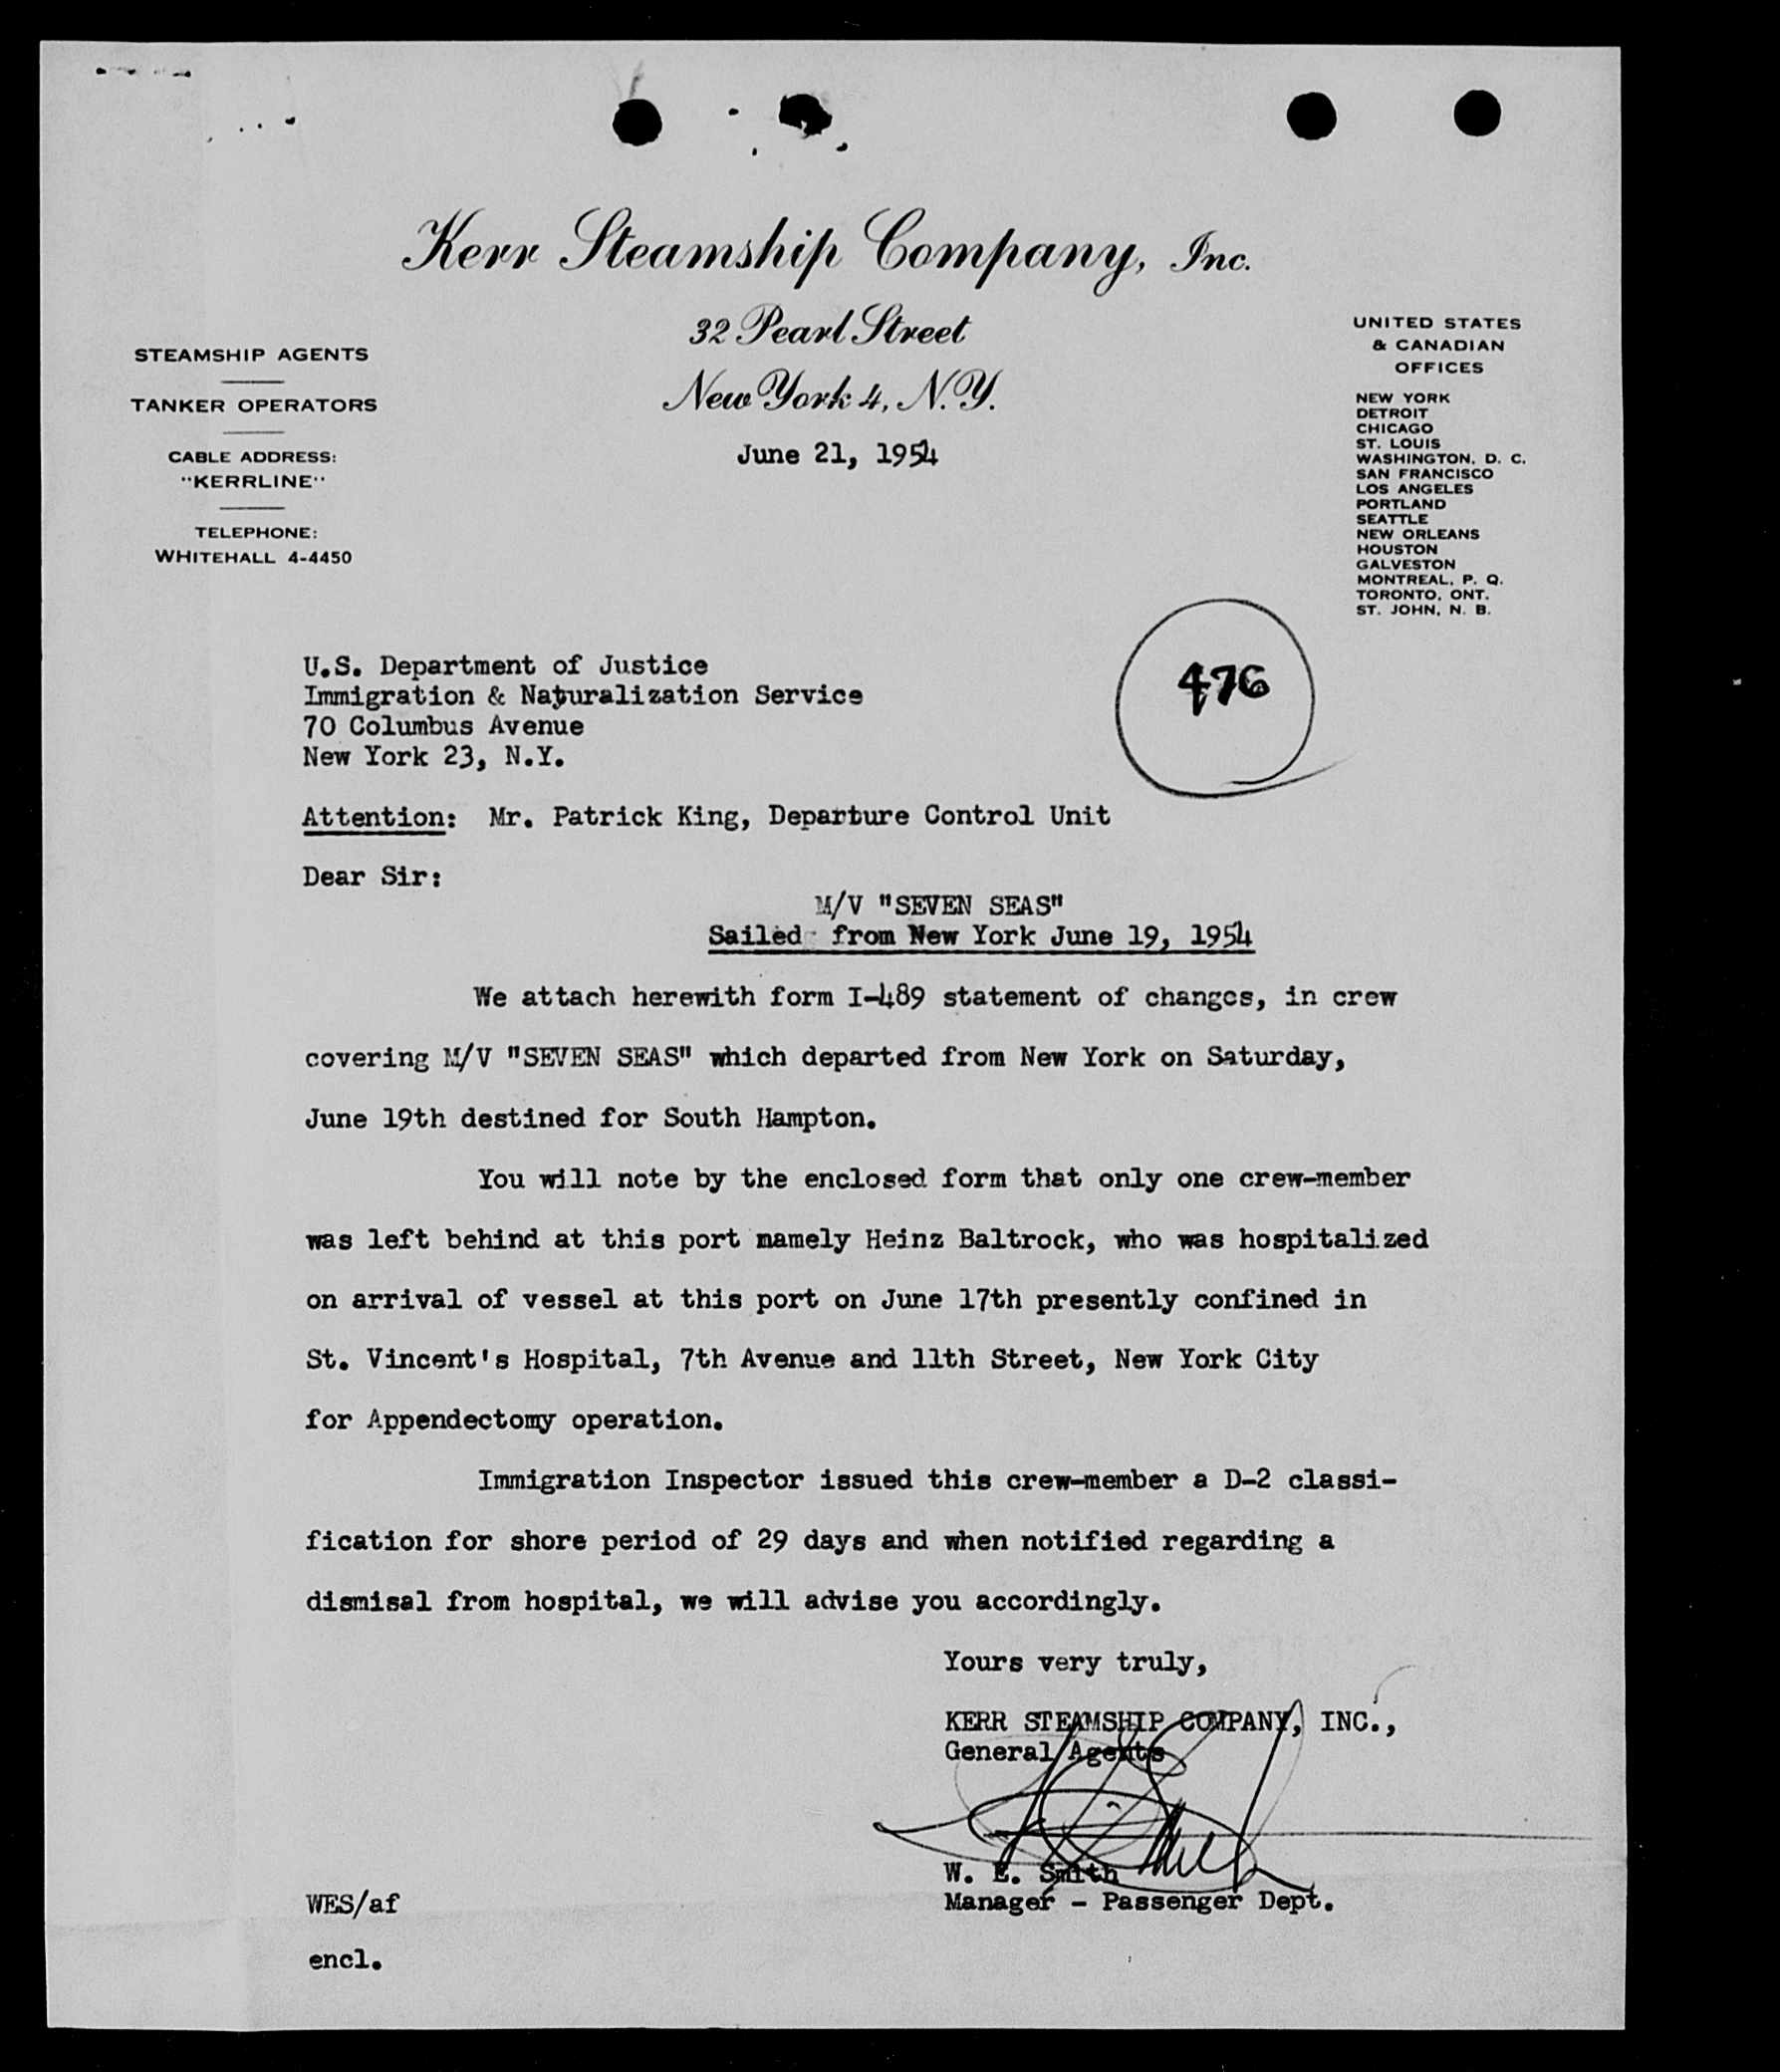 Kerr Steamship Company, Inc.
32 Pearl Street
New York 4, N.Y.
STEAMSHIP AGENTS
TANKER OPERATORS
CABLE ADDRESS:
"KERRLINE"
TELEPHONE:
WHITEHALL 4-4450
UNITED STATES
& CANADIAN
OFFICES
NEW YORK
DETROIT
CHICAGO
ST. LOUIS
WASHINGTON, D. C.
SAN FRANCISCO
LOS ANGELES
PORTLAND
SEATTLE
NEW ORLEANS
HOUSTON
GALVESTON
MONTREAL, P. Q.
TORONTO, ONT.
ST. JOHN, N. B.
June 21, 1954
476
U.S. Department of Justice
Immigration & Naturalization Service
70 Columbus Avenue
New York 23, N.Y.
Attention: Mr. Patrick King, Departure Control Unit
Dear Sir:
M/V "SEVEN SEAS"
Sailed from New York June 19, 1954
We attach herewith form I-489 statement of changes, in crew
covering M/V "SEVEN SEAS" which departed from New York on Saturday,
June 19th destined for South Hampton.
You will note by the enclosed form that only one crew-member
was left behind at this port namely Heinz Baltrock, who was hospitalized
on arrival of vessel at this port on June 17th presently confined in
St. Vincent's Hospital, 7th Avenue and 11th Street, New York City
for Appendectomy operation.
Immigration Inspector issued this crew-member a D-2 classi-
fication for shore period of 29 days and when notified regarding a
dismisal from hospital, we will advise you accordingly.
Yours very truly,
KERR STEAMSHIP COMPANY, INC.,
General Agents
W. E. Smith
Manager - Passenger Dept.
WES/af
encl.